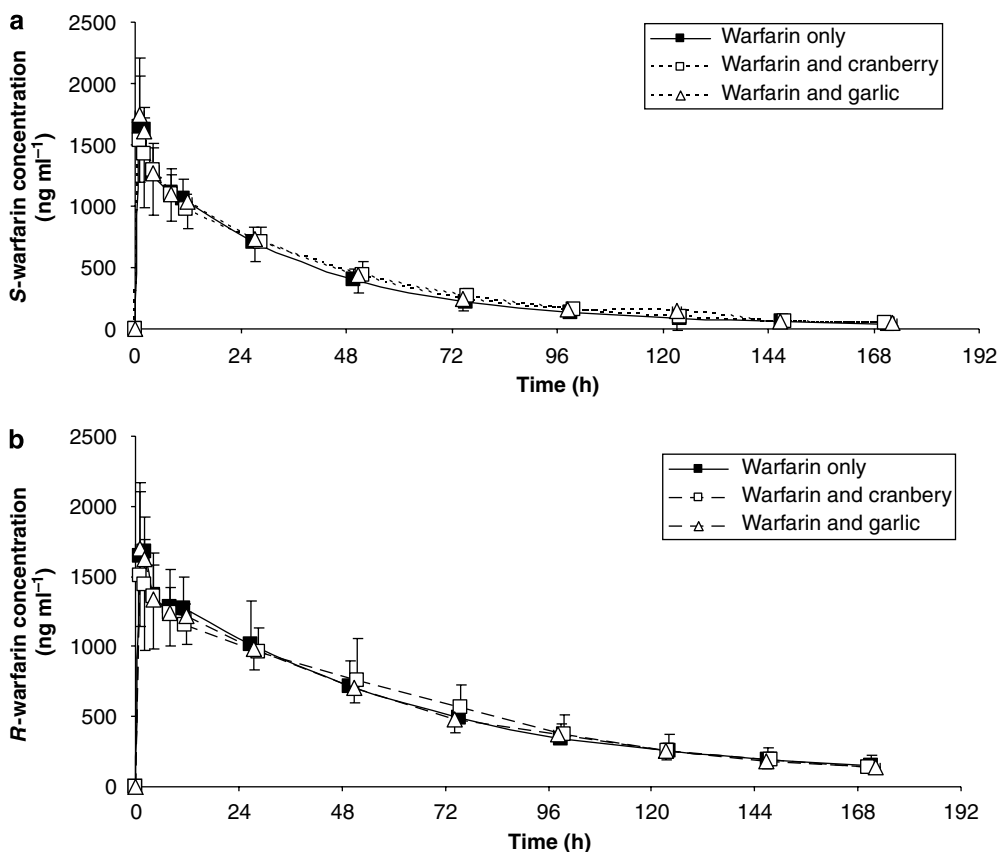 a
2500
2000
1500
1000
500
0
S-warfarin concentration
(ng ml⁻¹)
Warfarin only
Warfarin and cranberry
Warfarin and garlic
0 24 48 72 96 120 144 168 192
Time (h)
b
2500
2000
1500
1000
500
0
R-warfarin concentration
(ng ml⁻¹)
Warfarin only
Warfarin and cranbery
Warfarin and garlic
0 24 48 72 96 120 144 168 192
Time (h)